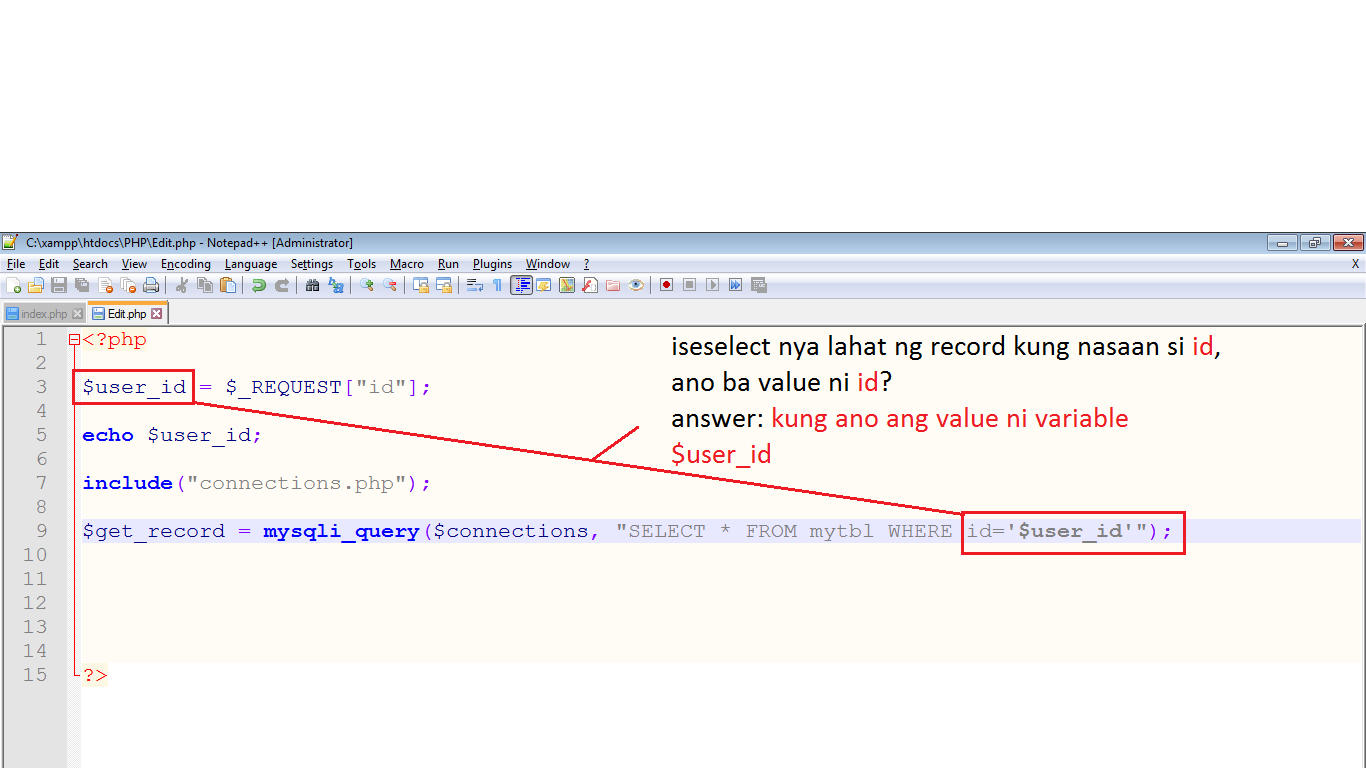 C:\xampp\htdocs\PHP\Edit.php - Notepad++ [Administrator]
File Edit Search View Encoding Language Settings Tools Macro Run Plugins Window ? X
index.php Edit.php
1 <?php
2
3 $user_id = $_REQUEST["id"];
4
5 echo $user_id;
6
7 include("connections.php");
8
9 $get_record = mysqli_query($connections, "SELECT * FROM mytbl WHERE id='$user_id'");
10
11
12
13
14
15 ?>
iseselect nya lahat ng record kung nasaan si id,
ano ba value ni id?
answer: kung ano ang value ni variable
$user_id